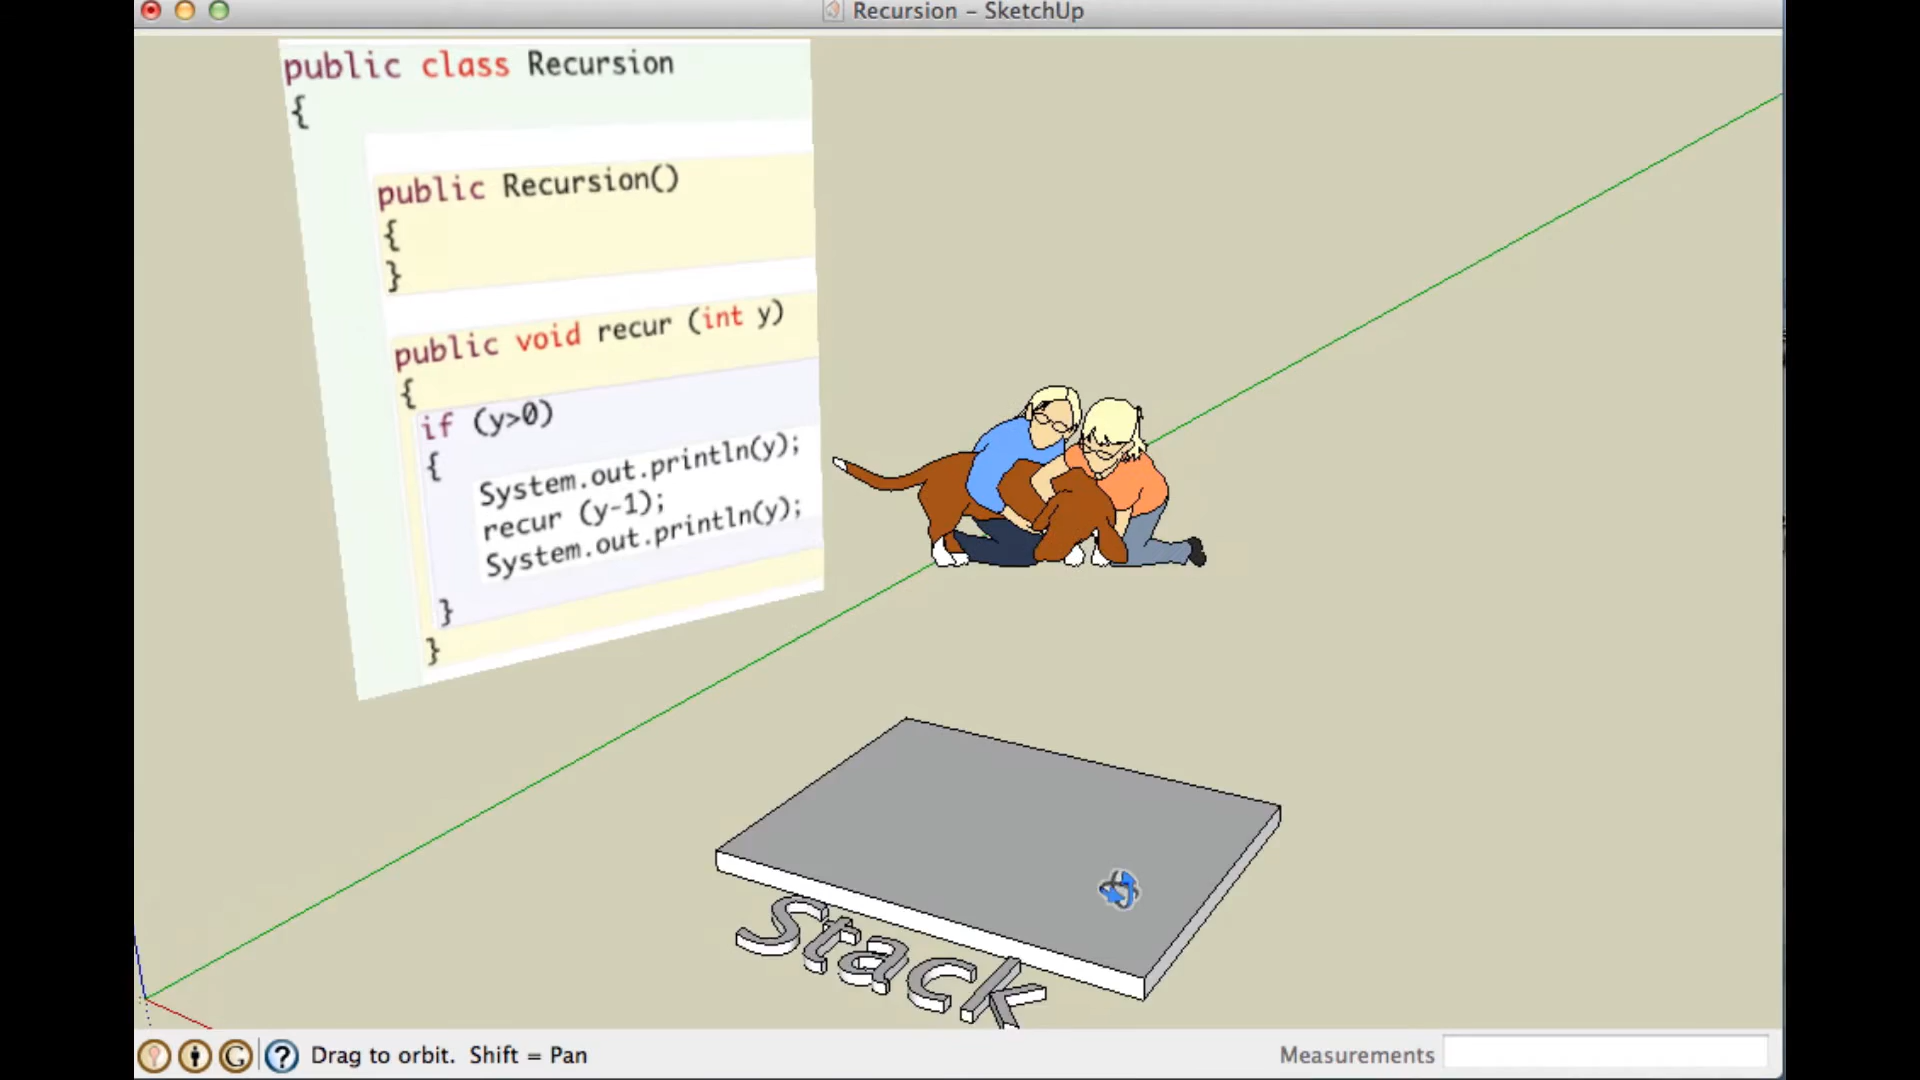 Recursion – SketchUp
public class Recursion
{
public Recursion()
{
}
public void recur (int y)
{
if (y>0)
{
System.out.println(y);
recur (y-1);
System.out.println(y);
}
}
Stack
Drag to orbit. Shift = Pan
Measurements